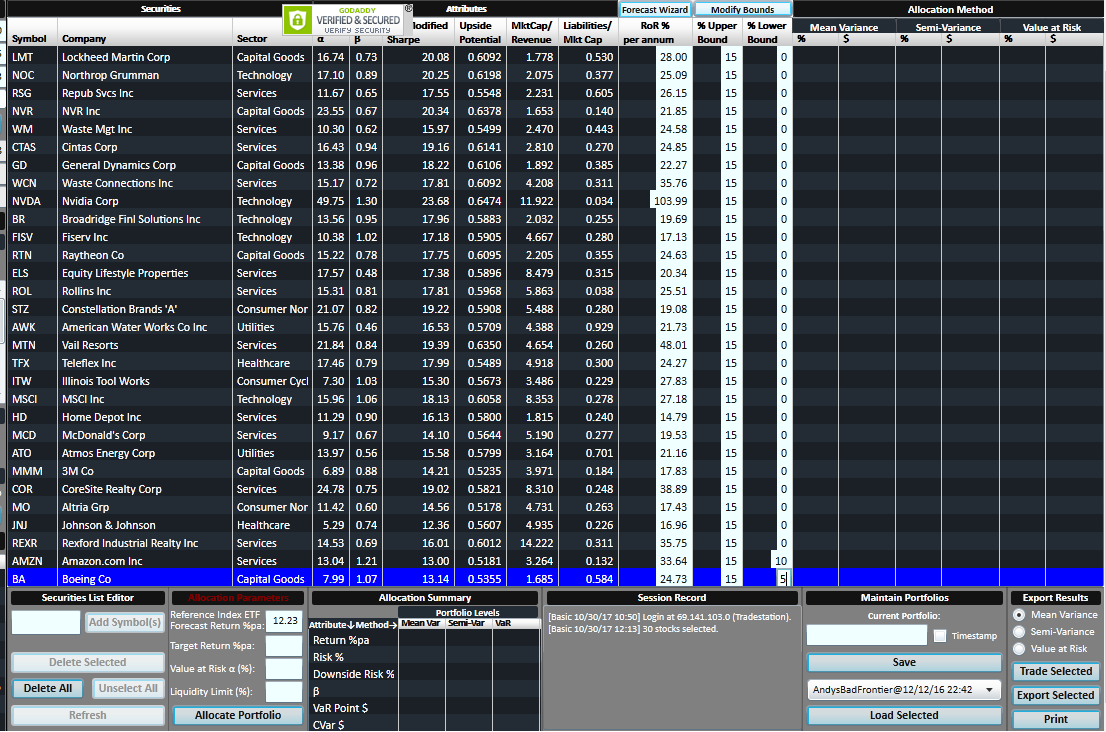 Securities Attributes Forecast Wizard Modify Bounds Allocation Method
GODADDY
VERIFIED & SECURED
VERIFY SECURITY
Symbol Company Sector α β Modified Sharpe Upside Potential MktCap/ Revenue Liabilities/ Mkt Cap RoR % per annum % Upper Bound % Lower Bound Mean Variance Semi-Variance Value at Risk
% $ % $ % $
LMT Lockheed Martin Corp Capital Goods 16.74 0.73 20.08 0.6092 1.778 0.530 28.00 15 0
NOC Northrop Grumman Technology 17.10 0.89 20.25 0.6198 2.075 0.377 25.09 15 0
RSG Repub Svcs Inc Services 11.67 0.65 17.55 0.5548 2.231 0.605 26.15 15 0
NVR NVR Inc Capital Goods 23.55 0.67 20.34 0.6378 1.653 0.140 21.85 15 0
WM Waste Mgt Inc Services 10.30 0.62 15.97 0.5499 2.470 0.443 24.58 15 0
CTAS Cintas Corp Services 16.43 0.94 19.16 0.6141 2.810 0.270 24.85 15 0
GD General Dynamics Corp Capital Goods 13.38 0.96 18.22 0.6106 1.892 0.385 22.27 15 0
WCN Waste Connections Inc Services 15.17 0.72 17.81 0.6092 4.208 0.311 35.76 15 0
NVDA Nvidia Corp Technology 49.75 1.30 23.68 0.6474 11.922 0.034 103.99 15 0
BR Broadridge Finl Solutions Inc Technology 13.56 0.95 17.96 0.5883 2.032 0.255 19.69 15 0
FISV Fiserv Inc Technology 10.38 1.02 17.18 0.5905 4.667 0.280 17.13 15 0
RTN Raytheon Co Capital Goods 15.22 0.78 17.75 0.6095 2.205 0.355 24.63 15 0
ELS Equity Lifestyle Properties Services 17.57 0.48 17.38 0.5896 8.479 0.315 20.34 15 0
ROL Rollins Inc Services 15.31 0.81 17.81 0.5968 5.863 0.038 25.51 15 0
STZ Constellation Brands 'A' Consumer Nor 21.07 0.82 19.22 0.5908 5.488 0.280 19.08 15 0
AWK American Water Works Co Inc Utilities 15.76 0.46 16.53 0.5709 4.388 0.929 21.73 15 0
MTN Vail Resorts Services 21.84 0.84 19.39 0.6350 4.654 0.260 48.01 15 0
TFX Teleflex Inc Healthcare 17.46 0.79 17.99 0.5489 4.918 0.300 24.27 15 0
ITW Illinois Tool Works Consumer Cycl 7.30 1.03 15.30 0.5673 3.486 0.229 27.83 15 0
MSCI MSCI Inc Technology 15.96 1.06 18.13 0.6058 8.353 0.278 27.18 15 0
HD Home Depot Inc Services 11.29 0.90 16.13 0.5800 1.815 0.240 14.79 15 0
MCD McDonald's Corp Services 9.17 0.67 14.10 0.5644 5.190 0.277 19.53 15 0
ATO Atmos Energy Corp Utilities 13.97 0.56 15.58 0.5799 3.164 0.701 21.16 15 0
MMM 3M Co Capital Goods 6.89 0.88 14.21 0.5235 3.971 0.184 17.83 15 0
COR CoreSite Realty Corp Services 24.78 0.75 19.02 0.5821 8.310 0.248 38.89 15 0
MO Altria Grp Consumer Nor 11.42 0.60 14.56 0.5178 4.731 0.263 17.43 15 0
JNJ Johnson & Johnson Healthcare 5.29 0.74 12.36 0.5607 4.935 0.226 16.96 15 0
REXR Rexford Industrial Realty Inc Services 14.53 0.69 16.01 0.6012 14.222 0.311 35.75 15 0
AMZN Amazon.com Inc Services 13.04 1.21 13.00 0.5181 3.264 0.132 33.64 15 10
BA Boeing Co Capital Goods 7.99 1.07 13.14 0.5355 1.685 0.584 24.73 15 5
Securities List Editor
Add Symbol(s)
Delete Selected
Delete All Unselect All
Refresh
Allocation Parameters
Reference Index ETF
Forecast Return %pa: 12.23
Target Return %pa:
Value at Risk α (%):
Liquidity Limit (%):
Allocate Portfolio
Allocation Summary
Portfolio Levels
Attribute↓Method→ Mean Var Semi-Var VaR
Return %pa
Risk %
Downside Risk %
β
VaR Point $
CVar $
Session Record
[Basic 10/30/17 10:50] Login at 69.141.103.0 (Tradestation).
[Basic 10/30/17 12:13] 30 stocks selected.
Maintain Portfolios
Current Portfolio:
Timestamp
Save
AndysBadFrontier@12/12/16 22:42
Load Selected
Export Results
Mean Variance
Semi-Variance
Value at Risk
Trade Selected
Export Selected
Print